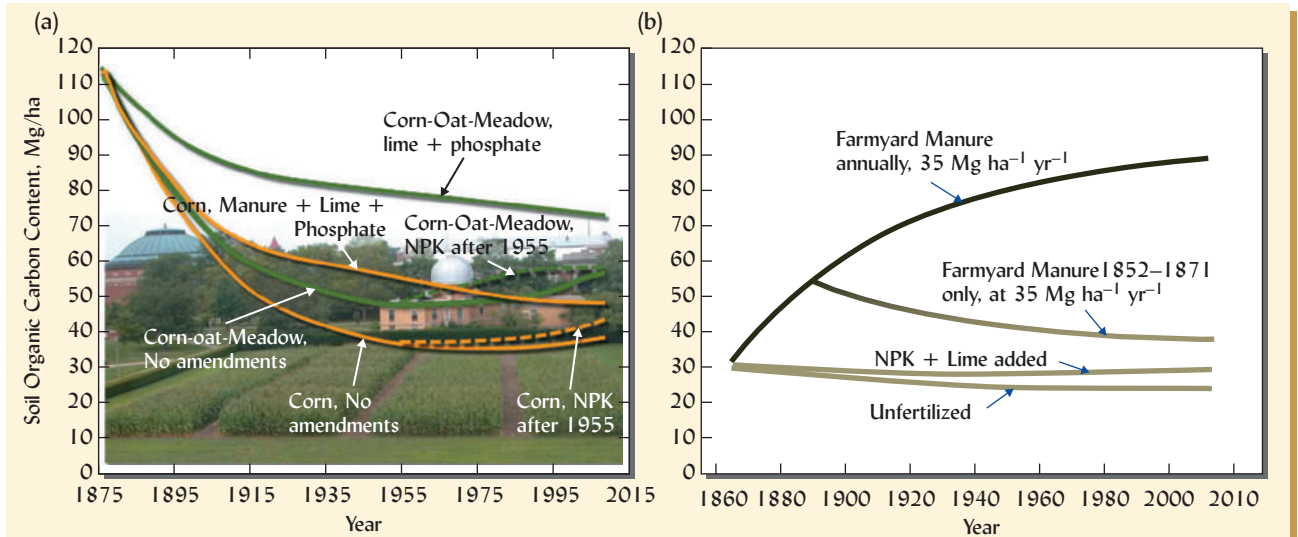 (a)
Soil Organic Carbon Content, Mg/ha
120
110
100
90
80
70
60
50
40
30
20
10
0
Corn-Oat-Meadow,
lime + phosphate
Corn, Manure + Lime +
Phosphate
Corn-Oat-Meadow,
NPK after 1955
Corn-oat-Meadow,
No amendments
Corn, No
amendments
Corn, NPK
after 1955
1875 1895 1915 1935 1955 1975 1995 2015
Year
(b)
120
110
100
90
80
70
60
50
40
30
20
10
0
Farmyard Manure
annually, 35 Mg ha⁻¹ yr⁻¹
Farmyard Manure1852–1871
only, at 35 Mg ha⁻¹ yr⁻¹
NPK + Lime added
Unfertilized
1860 1880 1900 1920 1940 1960 1980 2000 2010
Year